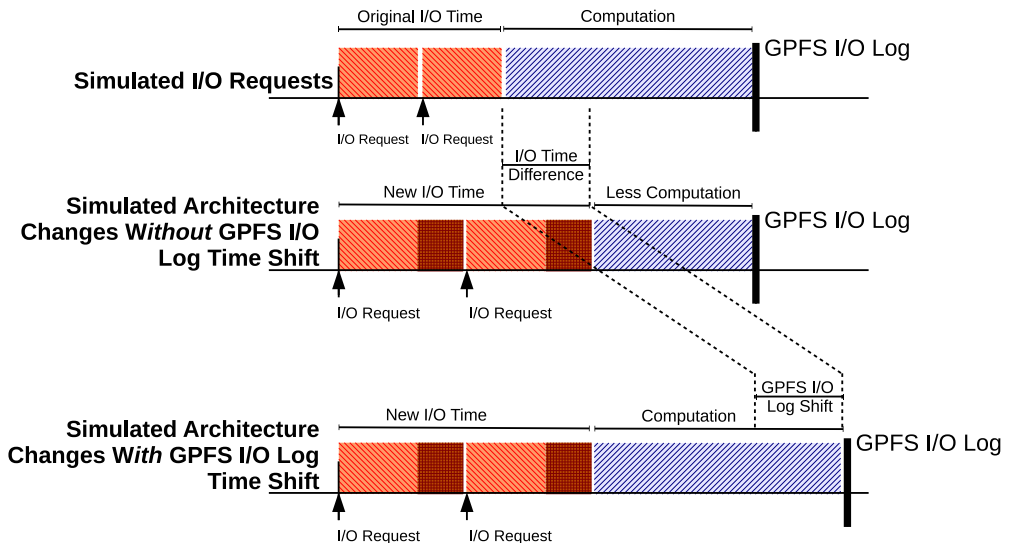 Original I/O Time
Computation
GPFS I/O Log
Simulated I/O Requests
I/O Request
I/O Request
I/O Time
Difference
New I/O Time
Less Computation
Simulated Architecture
Changes Without GPFS I/O
Log Time Shift
GPFS I/O Log
I/O Request
I/O Request
GPFS I/O
Log Shift
New I/O Time
Computation
Simulated Architecture
Changes With GPFS I/O Log
Time Shift
GPFS I/O Log
I/O Request
I/O Request